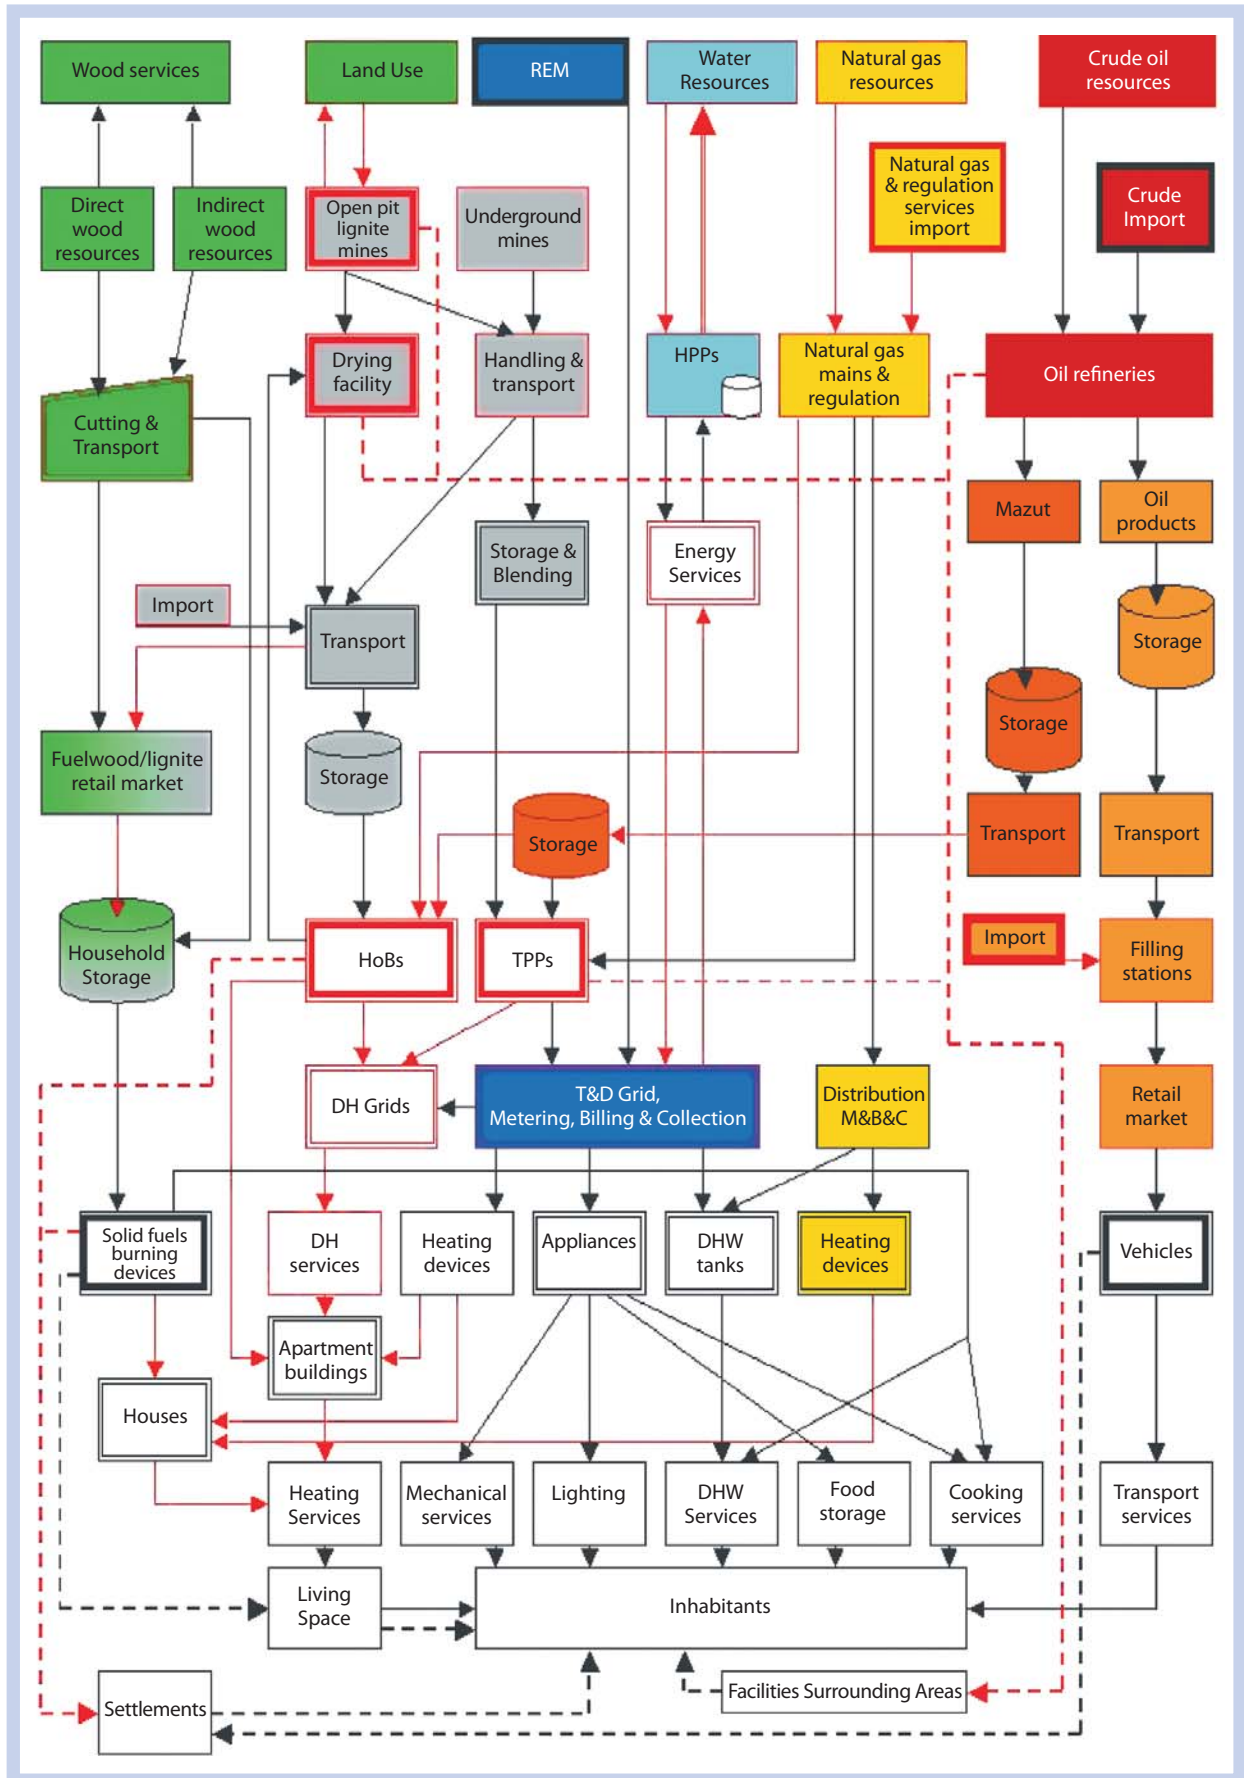 Wood services
Land Use
REM
Water
Resources
Natural gas
resources
Crude oil
resources
Natural gas
& regulation
services
import
Crude
Import
Direct
wood
resources
Indirect
wood
resources
Open pit
lignite
mines
Underground
mines
Drying
facility
Handling &
transport
HPPs
Natural gas
mains &
regulation
Oil refineries
Cutting &
Transport
Mazut
Oil
products
Storage &
Blending
Energy
Services
Import
Transport
Storage
Storage
Fuelwood/lignite
retail market
Storage
Storage
Transport
Transport
Household
Storage
HoBs
TPPs
Import
Filling
stations
DH Grids
T&D Grid,
Metering, Billing & Collection
Distribution
M&B&C
Retail
market
Solid fuels
burning
devices
DH
services
Heating
devices
Appliances
DHW
tanks
Heating
devices
Vehicles
Apartment
buildings
Houses
Heating
Services
Mechanical
services
Lighting
DHW
Services
Food
storage
Cooking
services
Transport
services
Living
Space
Inhabitants
Settlements
Facilities Surrounding Areas